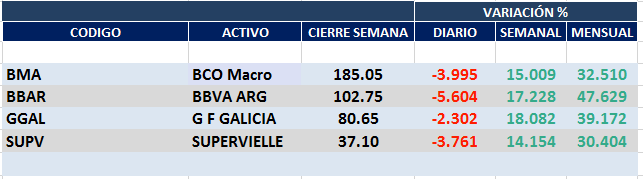 VARIACIÓN %
CODIGO ACTIVO CIERRE SEMANA DIARIO SEMANAL MENSUAL
BMA BCO Macro 185.05 -3.995 15.009 32.510
BBAR BBVA ARG 102.75 -5.604 17.228 47.629
GGAL G F GALICIA 80.65 -2.302 18.082 39.172
SUPV SUPERVIELLE 37.10 -3.761 14.154 30.404